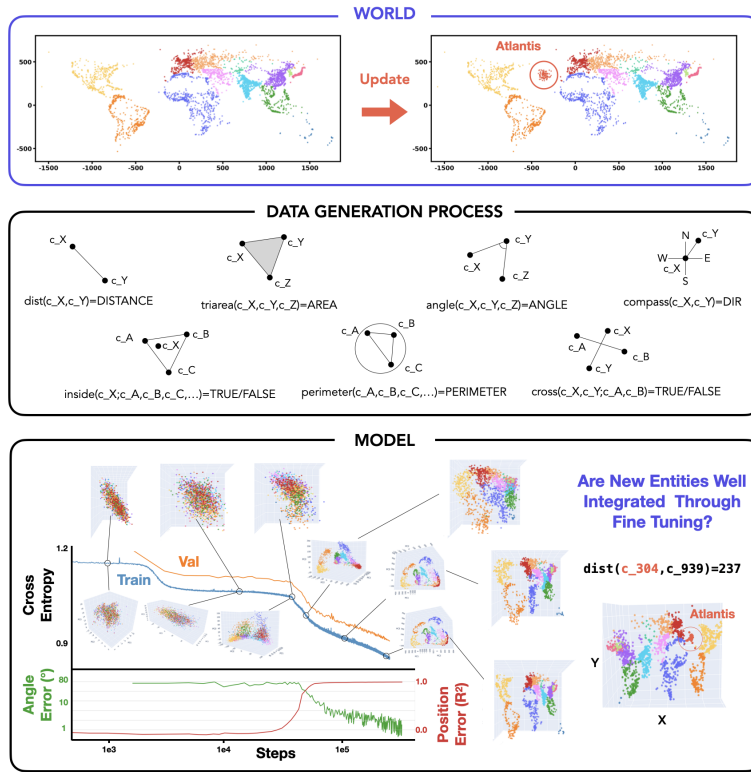 WORLD
Atlantis
Update
500
0
-500
-1500
-1000
-500
0
500
1000
1500
500
0
-500
-1500
-1000
-500
0
500
1000
1500
DATA GENERATION PROCESS
c_X
c_Y
dist(c_X,c_Y)=DISTANCE
c_X
c_Y
c_Z
triarea(c_X,c_Y,c_Z)=AREA
c_Y
c_X
c_Z
angle(c_X,c_Y,c_Z)=ANGLE
N
c_Y
W
E
c_X
S
compass(c_X,c_Y)=DIR
c_A
c_B
c_X
c_C
inside(c_X;c_A,c_B,c_C,...)=TRUE/FALSE
c_A
c_B
c_C
perimeter(c_A,c_B,c_C,...)=PERIMETER
c_X
c_A
c_B
c_Y
cross(c_X,c_Y;c_A,c_B)=TRUE/FALSE
MODEL
Are New Entities Well
Integrated Through
Fine Tuning?
dist(c_304,c_939)=237
Atlantis
Y
X
1.2
Val
Train
Cross
Entropy
0.9
Angle
Error (°)
80
10
1
1.0
0.0
Position
Error (R²)
1e3
1e4
1e5
Steps